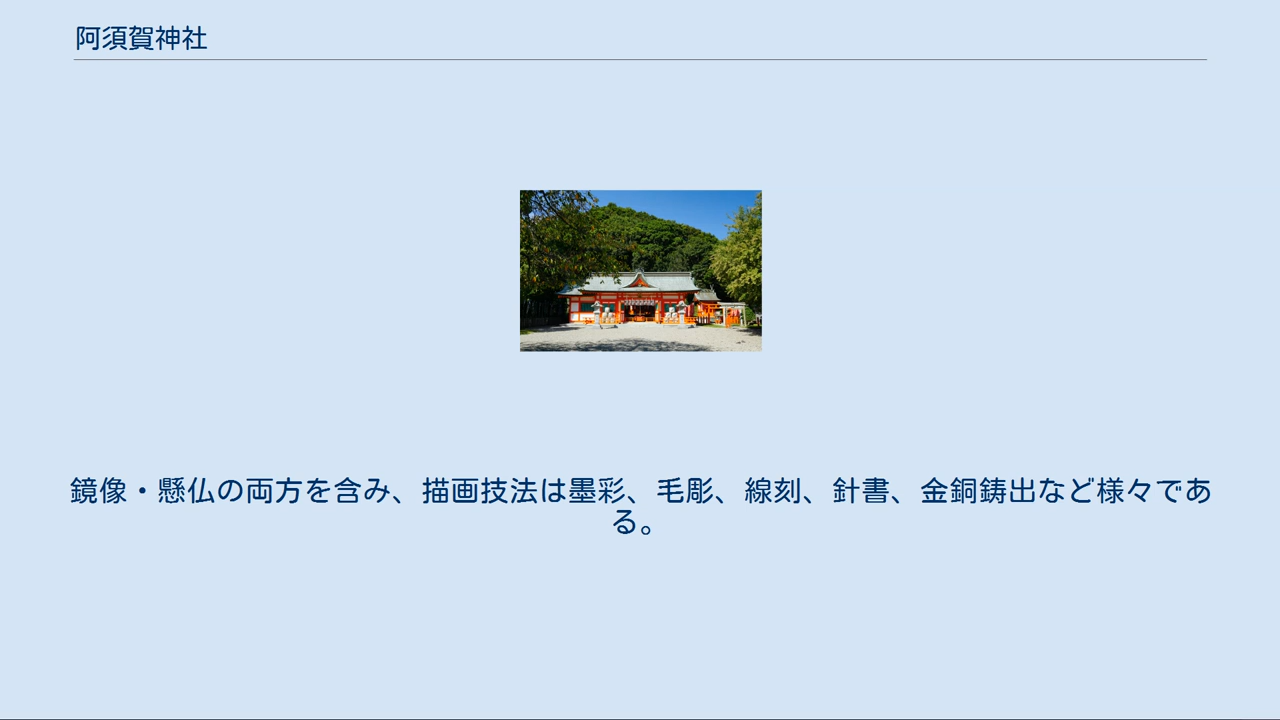 阿須賀神社
鏡像・懸仏の両方を含み、描画技法は墨彩、毛彫、線刻、針書、金銅鋳出など様々であ
る。